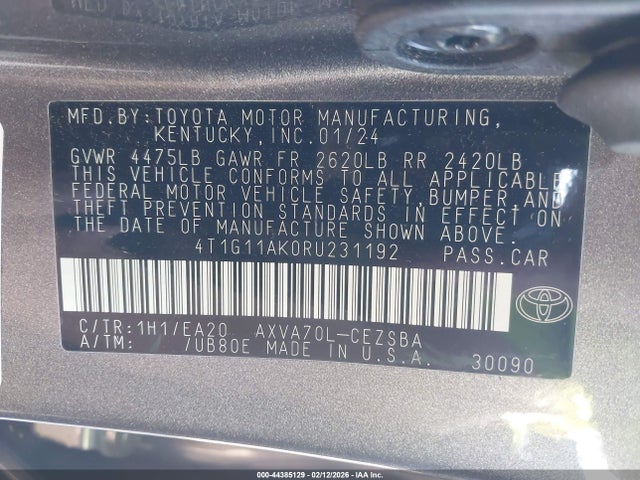 MFD.BY:TOYOTA MOTOR MANUFACTURING,
KENTUCKY,INC.01/24
GVWR 4475LB GAWR FR 2620LB RR 2420LB
THIS VEHICLE CONFORMS TO ALL APPLICABLE
FEDERAL MOTOR VEHICLE SAFETY,BUMPER,AND
THEFT PREVENTION STANDARDS IN EFFECT ON
THE DATE OF MANUFACTURE SHOWN ABOVE.
4T1G11AK0RU231192 PASS.CAR
C/TR:1H1/EA20 AXVA70L-CEZSBA
A/TM: /UB80E MADE IN U.S.A. 30090
000-44385129 - 02/12/2026 - IAAI.COM